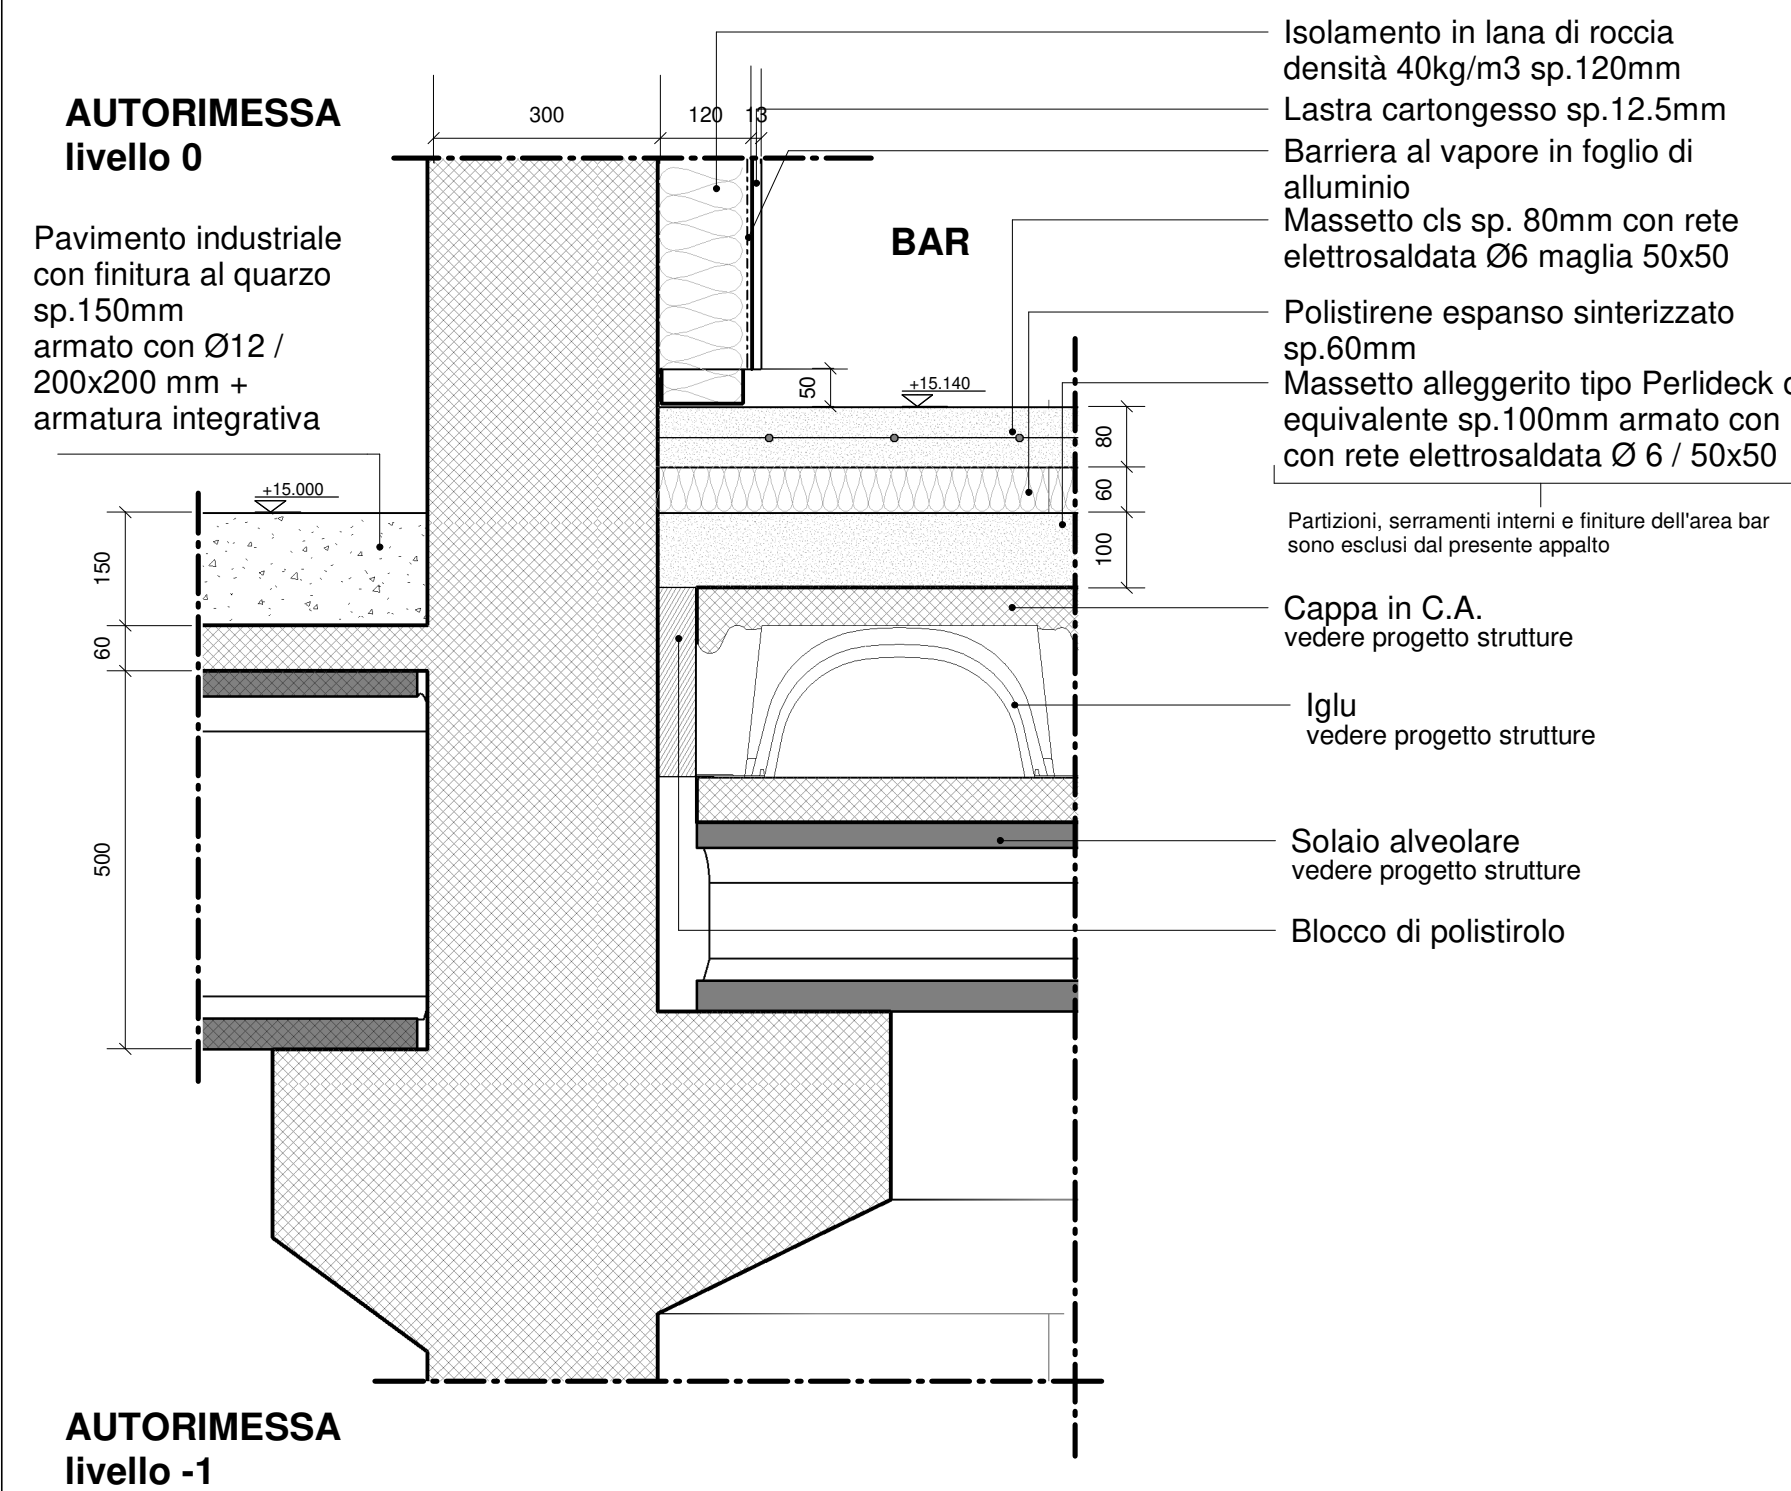 AUTORIMESSA
livello 0
Pavimento industriale
con finitura al quarzo
sp.150mm
armato con Ø12 /
200x200 mm +
armatura integrativa
+15.000
150
60
500
300
120
13
BAR
50
+15.140
80
60
100
Isolamento in lana di roccia
densità 40kg/m3 sp.120mm
Lastra cartongesso sp.12.5mm
Barriera al vapore in foglio di
alluminio
Massetto cls sp. 80mm con rete
elettrosaldata Ø6 maglia 50x50
Polistirene espanso sinterizzato
sp.60mm
Massetto alleggerito tipo Perlideck
equivalente sp.100mm armato con
con rete elettrosaldata Ø 6 / 50x50
Partizioni, serramenti interni e finiture dell'area bar
sono esclusi dal presente appalto
Cappa in C.A.
vedere progetto strutture
Iglu
vedere progetto strutture
Solaio alveolare
vedere progetto strutture
Blocco di polistirolo
AUTORIMESSA
livello -1